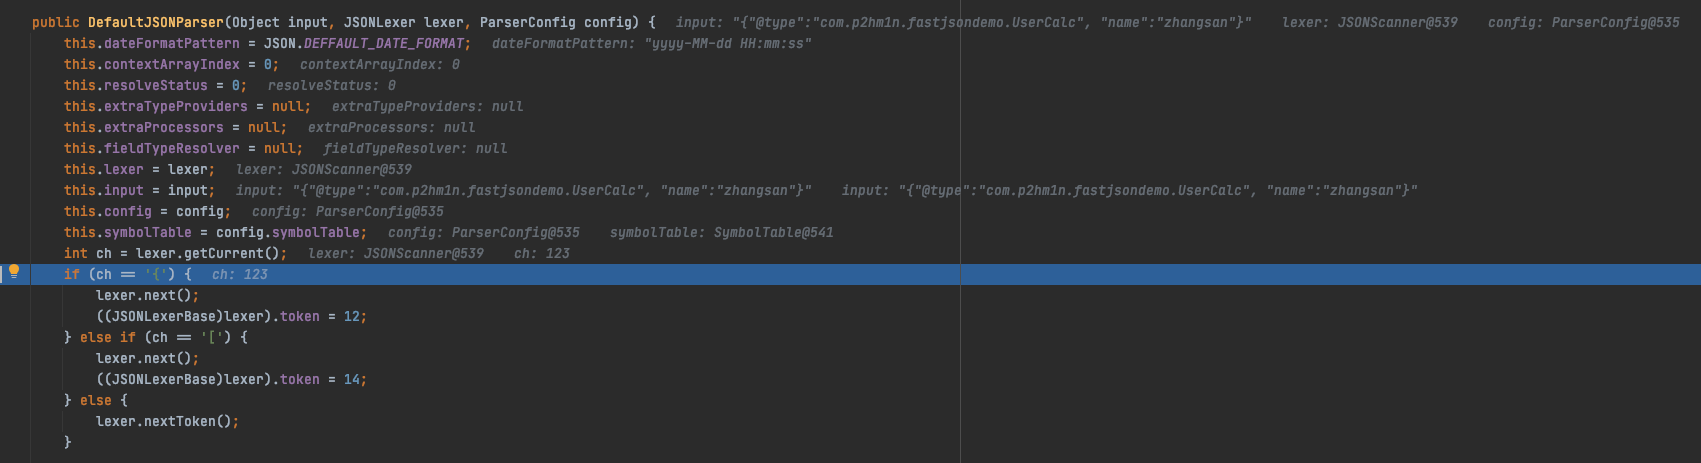 public DefaultJSONParser(Object input, JSONLexer lexer, ParserConfig config) {  input: "{"@type":"com.p2hm1n.fastjsondemo.UserCalc", "name":"zhangsan"}"  lexer: JSONScanner@539  config: ParserConfig@535
this.dateFormatPattern = JSON.DEFFAULT_DATE_FORMAT;  dateFormatPattern: "yyyy-MM-dd HH:mm:ss"
this.contextArrayIndex = 0;  contextArrayIndex: 0
this.resolveStatus = 0;  resolveStatus: 0
this.extraTypeProviders = null;  extraTypeProviders: null
this.extraProcessors = null;  extraProcessors: null
this.fieldTypeResolver = null;  fieldTypeResolver: null
this.lexer = lexer;  lexer: JSONScanner@539
this.input = input;  input: "{"@type":"com.p2hm1n.fastjsondemo.UserCalc", "name":"zhangsan"}"  input: "{"@type":"com.p2hm1n.fastjsondemo.UserCalc", "name":"zhangsan"}"
this.config = config;  config: ParserConfig@535
this.symbolTable = config.symbolTable;  config: ParserConfig@535  symbolTable: SymbolTable@541
int ch = lexer.getCurrent();  lexer: JSONScanner@539  ch: 123
if (ch == '{') {  ch: 123
lexer.next();
((JSONLexerBase)lexer).token = 12;
} else if (ch == '[') {
lexer.next();
((JSONLexerBase)lexer).token = 14;
} else {
lexer.nextToken();
}